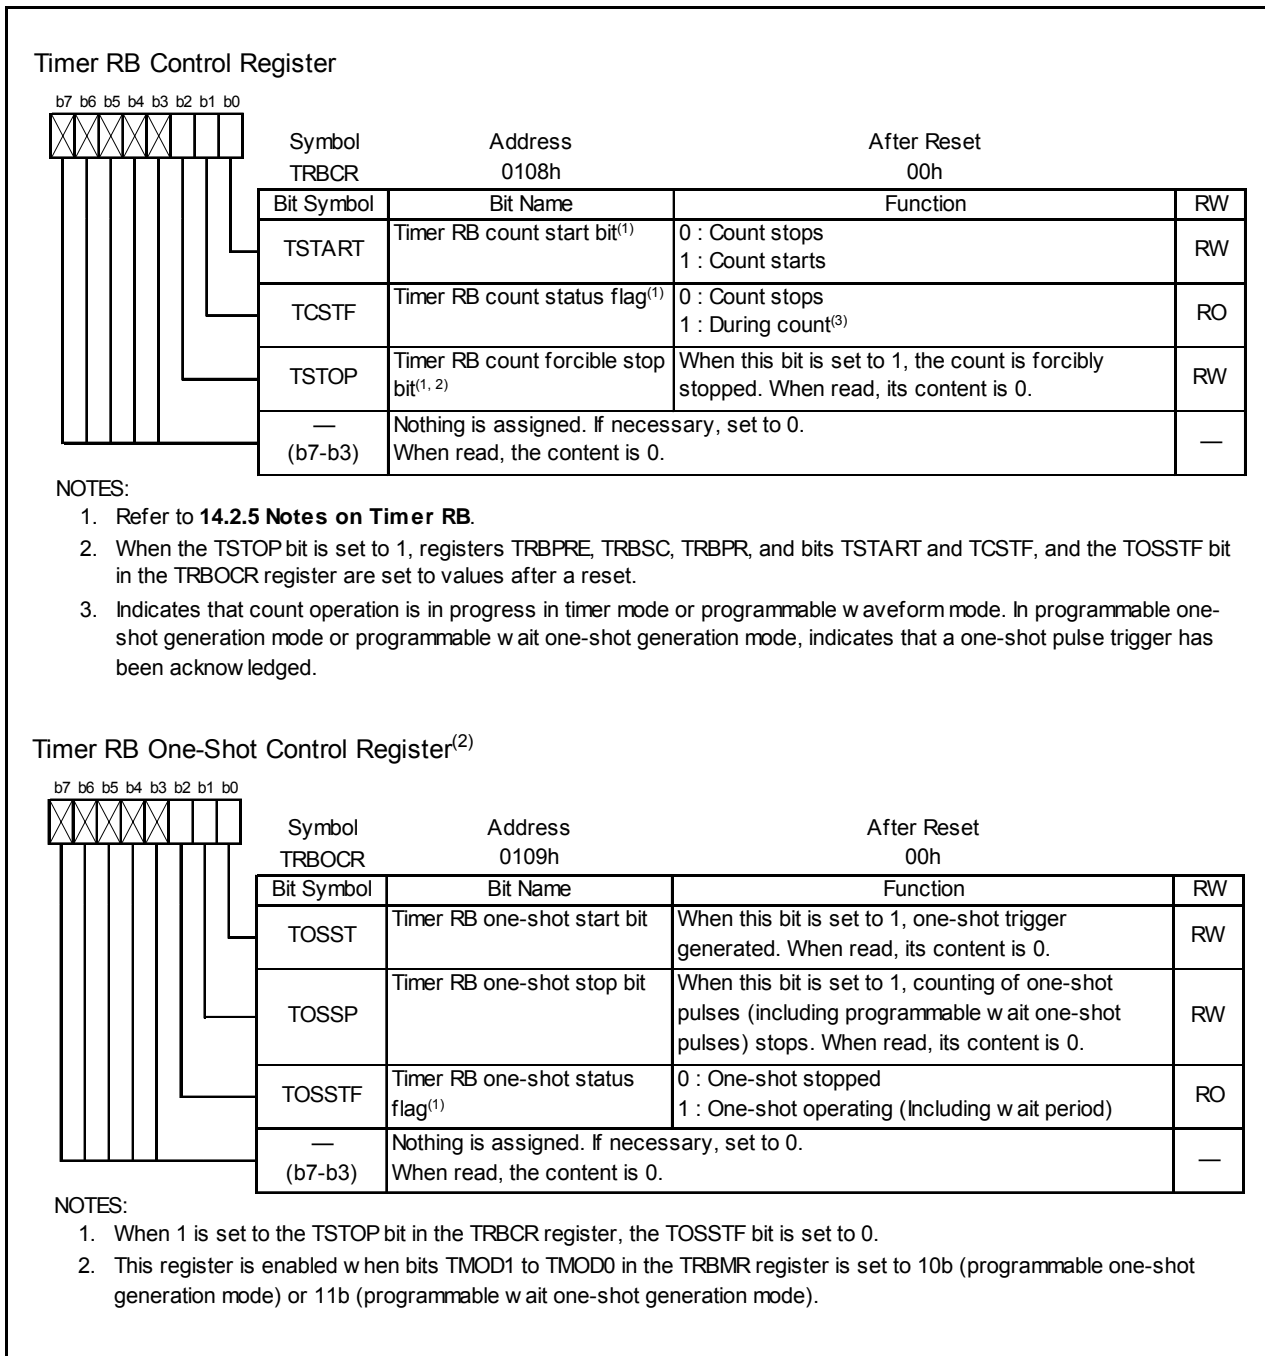 Timer RB Control Register
b7 b6 b5 b4 b3 b2 b1 b0
Symbol Address After Reset
TRBCR 0108h 00h
Bit Symbol Bit Name Function RW
TSTART Timer RB count start bit(1) 0 : Count stops
1 : Count starts RW
TCSTF Timer RB count status flag(1) 0 : Count stops
1 : During count(3) RO
TSTOP Timer RB count forcible stop bit(1, 2) When this bit is set to 1, the count is forcibly
stopped. When read, its content is 0. RW
— (b7-b3) Nothing is assigned. If necessary, set to 0.
When read, the content is 0. —
NOTES:
1. Refer to 14.2.5 Notes on Timer RB.
2. When the TSTOP bit is set to 1, registers TRBPRE, TRBSC, TRBPR, and bits TSTART and TCSTF, and the TOSSTF bit
in the TRBOCR register are set to values after a reset.
3. Indicates that count operation is in progress in timer mode or programmable waveform mode. In programmable one-
shot generation mode or programmable wait one-shot generation mode, indicates that a one-shot pulse trigger has
been acknowledged.
Timer RB One-Shot Control Register(2)
b7 b6 b5 b4 b3 b2 b1 b0
Symbol Address After Reset
TRBOCR 0109h 00h
Bit Symbol Bit Name Function RW
TOSST Timer RB one-shot start bit When this bit is set to 1, one-shot trigger
generated. When read, its content is 0. RW
TOSSP Timer RB one-shot stop bit When this bit is set to 1, counting of one-shot
pulses (including programmable wait one-shot
pulses) stops. When read, its content is 0. RW
TOSSTF Timer RB one-shot status flag(1) 0 : One-shot stopped
1 : One-shot operating (Including wait period) RO
— (b7-b3) Nothing is assigned. If necessary, set to 0.
When read, the content is 0. —
NOTES:
1. When 1 is set to the TSTOP bit in the TRBCR register, the TOSSTF bit is set to 0.
2. This register is enabled when bits TMOD1 to TMOD0 in the TRBMR register is set to 10b (programmable one-shot
generation mode) or 11b (programmable wait one-shot generation mode).